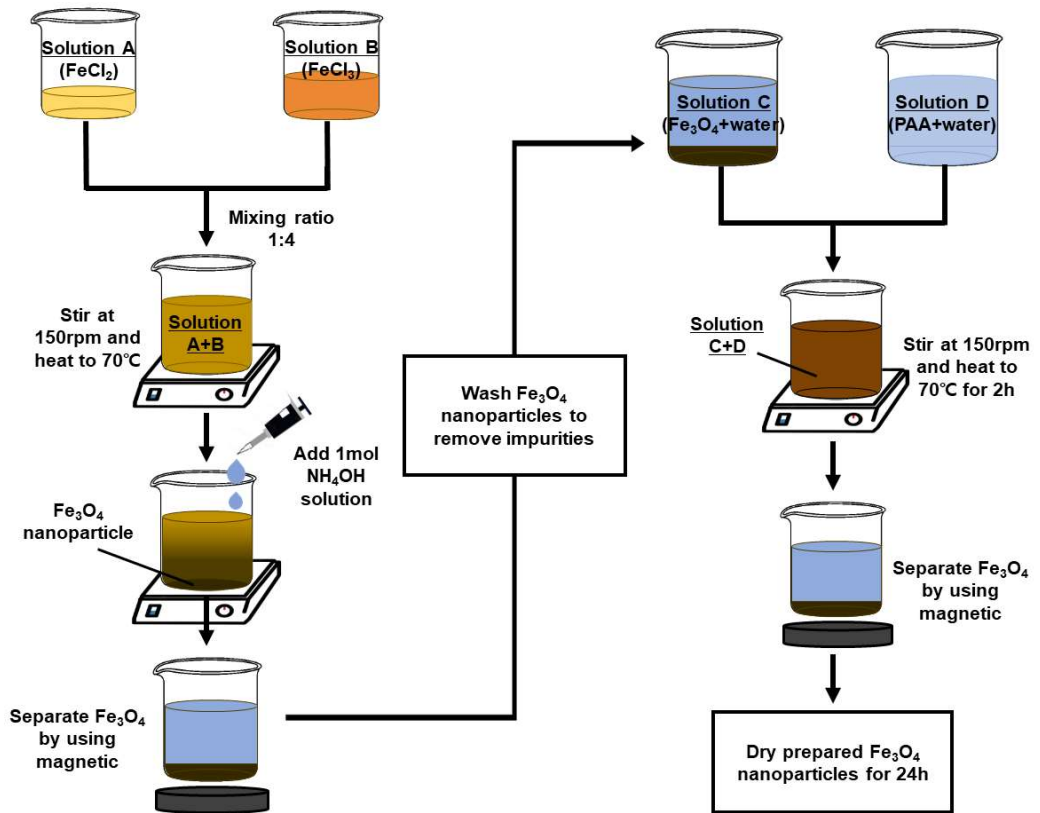 Solution A
(FeCl₂)
Solution B
(FeCl₃)
Mixing ratio
1:4
Stir at
150rpm and
heat to 70℃
Solution
A+B
Add 1mol
NH₄OH
solution
Fe₃O₄
nanoparticle
Separate Fe₃O₄
by using
magnetic
Wash Fe₃O₄
nanoparticles to
remove impurities
Solution C
(Fe₃O₄+water)
Solution D
(PAA+water)
Solution
C+D
Stir at 150rpm
and heat to
70℃ for 2h
Separate Fe₃O₄
by using
magnetic
Dry prepared Fe₃O₄
nanoparticles for 24h